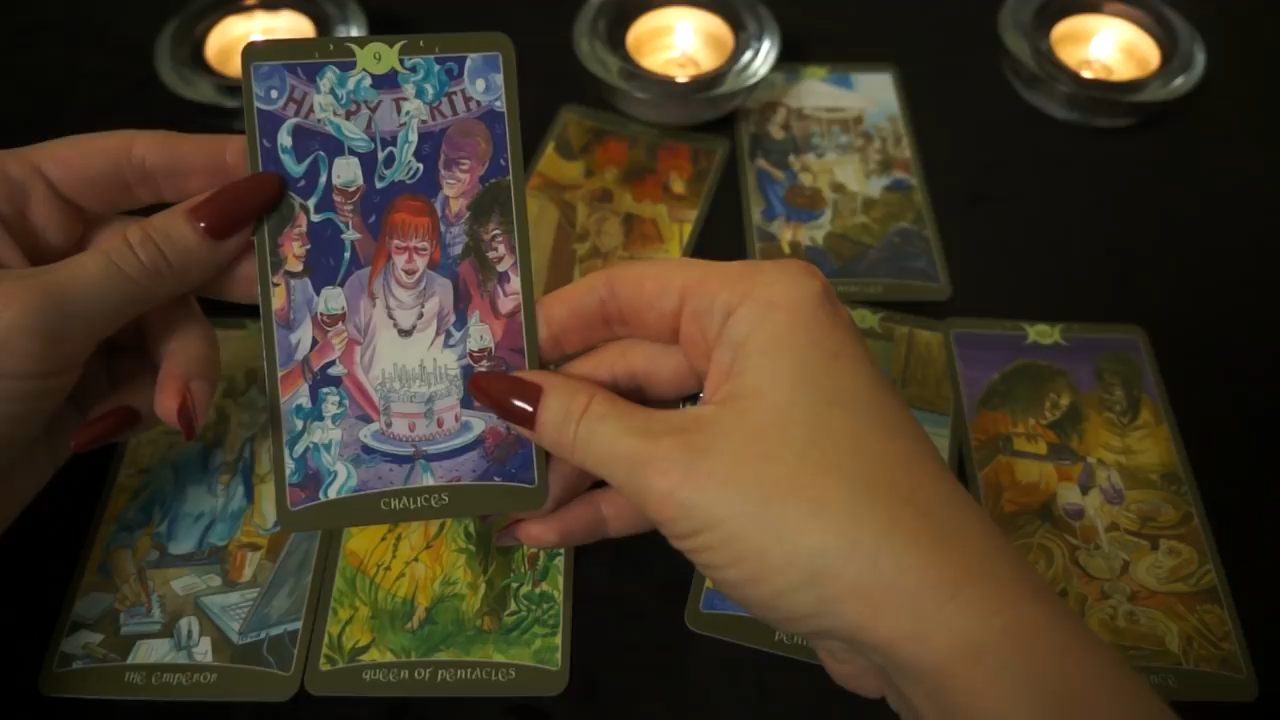 9
HAPPY BIRTH
CHALICES
THE EMPEROR
QUEEN OF PENTACLES